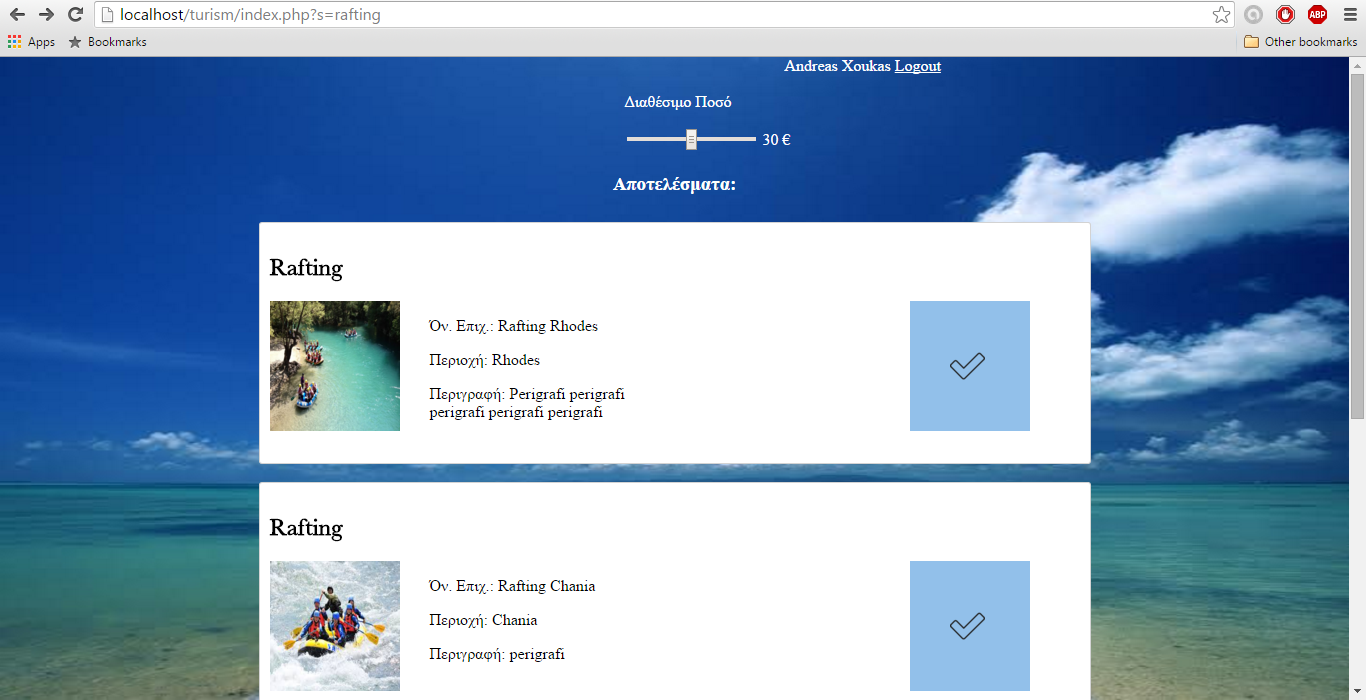 localhost/turism/index.php?s=rafting
ABP
Apps Bookmarks Other bookmarks
Andreas Xoukas Logout
Διαθέσιμο Ποσό
30 €
Αποτελέσματα:
Rafting
Όν. Επιχ.: Rafting Rhodes
Περιοχή: Rhodes
Περιγραφή: Perigrafi perigrafi
perigrafi perigrafi perigrafi
Rafting
Όν. Επιχ.: Rafting Chania
Περιοχή: Chania
Περιγραφή: perigrafi